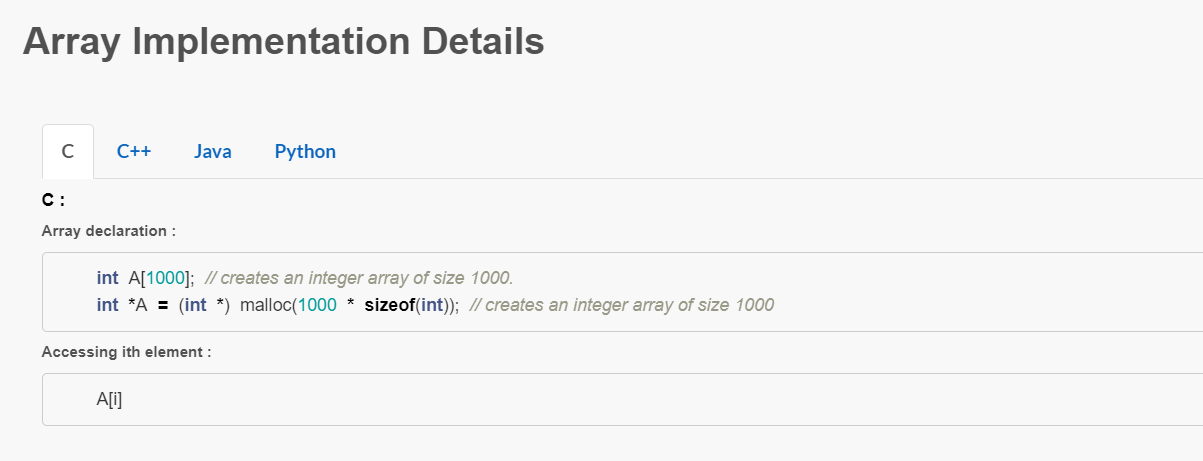 Array Implementation Details
C C++ Java Python
C :
Array declaration :
int A[1000]; // creates an integer array of size 1000.
int *A = (int *) malloc(1000 * sizeof(int)); // creates an integer array of size 1000
Accessing ith element :
A[i]